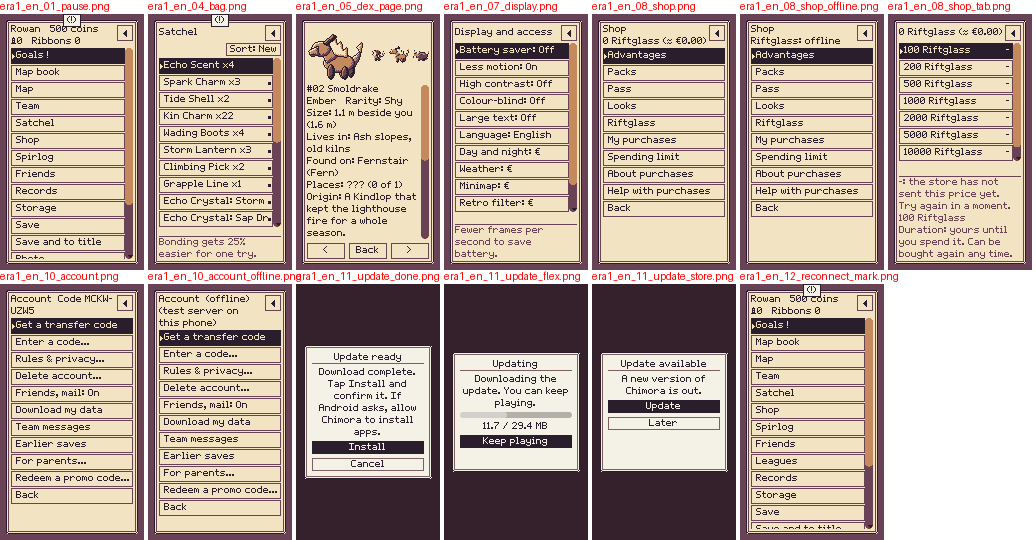 era1_en_01_pause.png
(!)
Rowan 500 coins
0 Ribbons 0
Goals !
Map book
Map
Team
Satchel
Shop
Spirlog
Friends
Records
Storage
Save
Save and to title
era1_en_04_bag.png
(!)
Satchel
Sort: New
Echo Scent x4
Spark Charm x3
Tide Shell x2
Kin Charm x22
Wading Boots x4
Storm Lantern x3
Climbing Pick x2
Grapple Line x1
Echo Crystal: Storm
Echo Crystal: Sap Dr
Bonding gets 25%
easier for one try.
era1_en_05_dex_page.png
#02 Smoldrake
Ember Rarity: Shy
Size: 1.1 m beside you
(1.6 m)
Lives in: Ash slopes,
old kilns
Found on: Fernstair
(Fern)
Places: ??? (0 of 1)
Origin: A Kindlop that
kept the lighthouse
fire for a whole
season.
<
Back
>
era1_en_07_display.png
Display and access
Battery saver: Off
Less motion: On
High contrast: Off
Colour-blind: Off
Large text: Off
Language: English
Day and night: €
Weather: €
Minimap: €
Retro filter: €
Fewer frames per
second to save
battery.
era1_en_08_shop.png
Shop
0 Riftglass (≈ €0.00)
Advantages
Packs
Pass
Looks
Riftglass
My purchases
Spending limit
About purchases
Help with purchases
Back
era1_en_08_shop_offline.png
Shop
Riftglass: offline
Advantages
Packs
Pass
Looks
Riftglass
My purchases
Spending limit
About purchases
Help with purchases
Back
era1_en_08_shop_tab.png
0 Riftglass (≈ €0.00)
100 Riftglass -
200 Riftglass -
500 Riftglass -
1000 Riftglass -
2000 Riftglass -
5000 Riftglass -
10000 Riftglass -
-: the store has not
sent this price yet.
Try again in a moment.
100 Riftglass
Duration: yours until
you spend it. Can be
bought again any time.
era1_en_10_account.png
Account Code MCKW-
UZW5
Get a transfer code
Enter a code...
Rules & privacy...
Delete account...
Friends, mail: On
Download my data
Team messages
Earlier saves
For parents...
Redeem a promo code...
Back
era1_en_10_account_offline.png
Account (offline)
(test server on
this phone)
Get a transfer code
Enter a code...
Rules & privacy...
Delete account...
Friends, mail: On
Download my data
Team messages
Earlier saves
For parents...
Redeem a promo code...
Back
era1_en_11_update_done.png
Update ready
Download complete.
Tap Install and
confirm it. If
Android asks, allow
Chimora to install
apps.
Install
Cancel
era1_en_11_update_flex.png
Updating
Downloading the
update. You can keep
playing.
11.7 / 29.4 MB
Keep playing
era1_en_11_update_store.png
Update available
A new version of
Chimora is out.
Update
Later
era1_en_12_reconnect_mark.png
(!)
Rowan 500 coins
0 Ribbons 0
Goals !
Map book
Map
Team
Satchel
Shop
Spirlog
Friends
Leagues
Records
Storage
Save
Save and to title